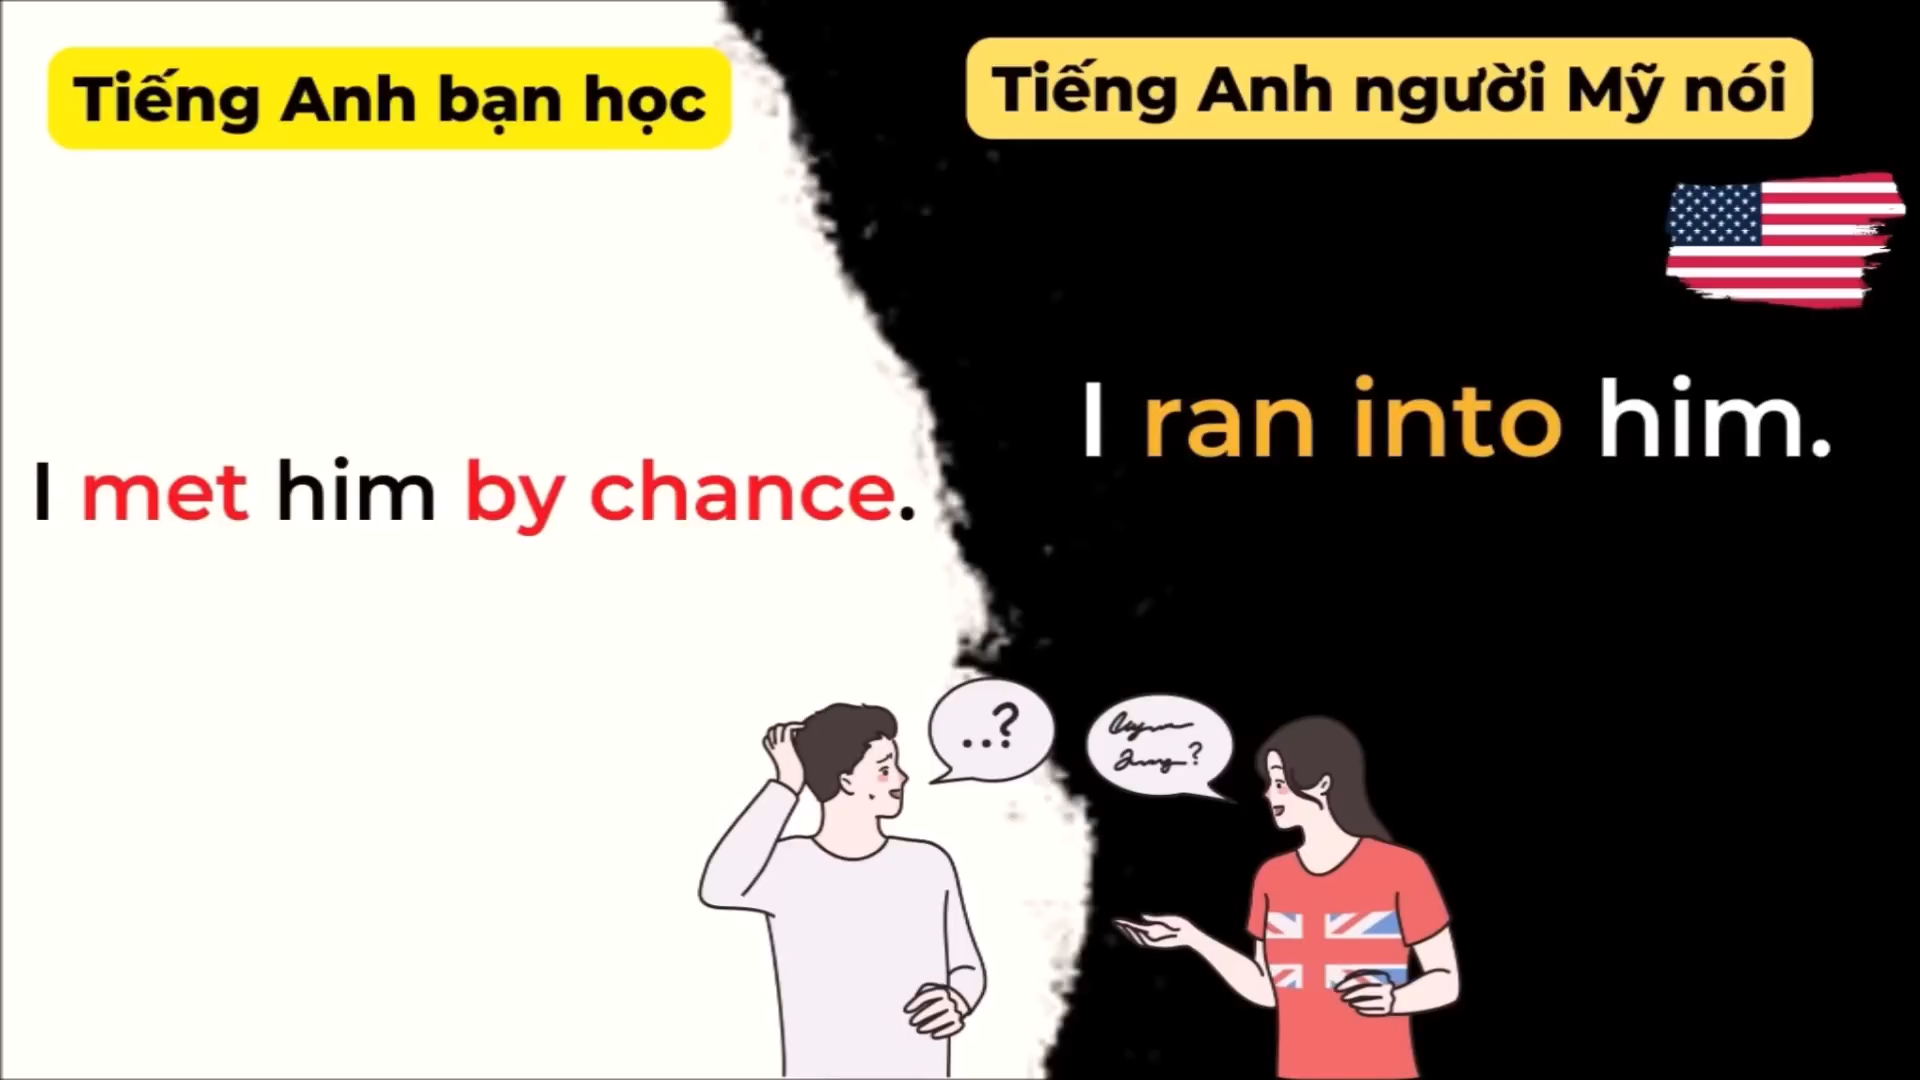 Tiếng Anh bạn học
Tiếng Anh người Mỹ nói
I met him by chance.
I ran into him.
...?